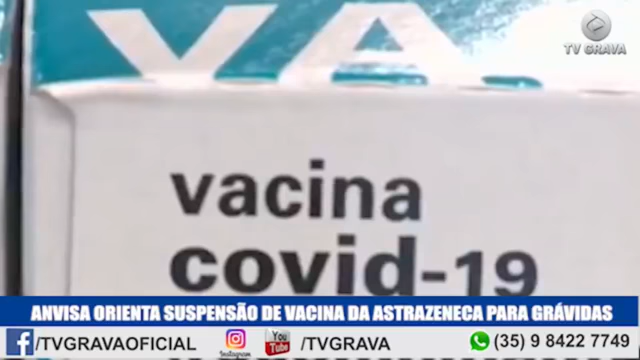 VA
TV GRAVA
vacina
covid-19
ANVISA ORIENTA SUSPENSÃO DE VACINA DA ASTRAZENECA PARA GRÁVIDAS
/TVGRAVAOFICIAL Instagram You Tube /TVGRAVA (35) 9 8422 7749